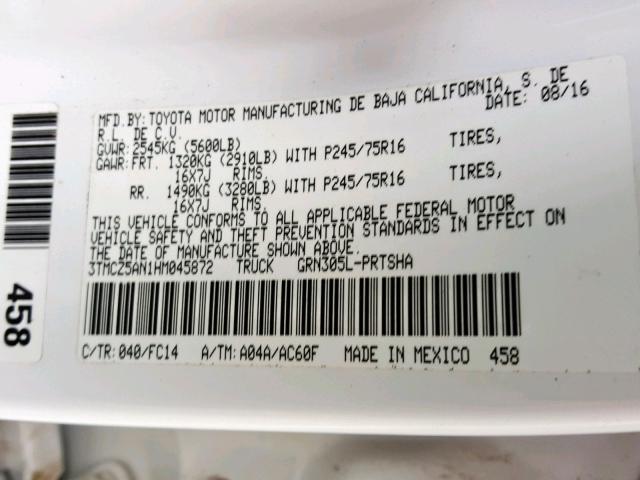 MFD.BY:TOYOTA MOTOR MANUFACTURING DE BAJA CALIFORNIA, S. DE
R.L. DE C.V. DATE: 08/16
GVWR:2545KG (5600LB)
GAWR:FRT. 1320KG (2910LB) WITH P245/75R16 TIRES,
16X7J RIMS,
RR. 1490KG (3280LB) WITH P245/75R16 TIRES,
16X7J RIMS.
THIS VEHICLE CONFORMS TO ALL APPLICABLE FEDERAL MOTOR
VEHICLE SAFETY AND THEFT PREVENTION STANDARDS IN EFFECT ON
THE DATE OF MANUFACTURE SHOWN ABOVE.
3TMCZ5AN1HM045872 TRUCK GRN305L-PRTSHA
C/TR: 040/FC14 A/TM: A04A/AC60F MADE IN MEXICO 458
458